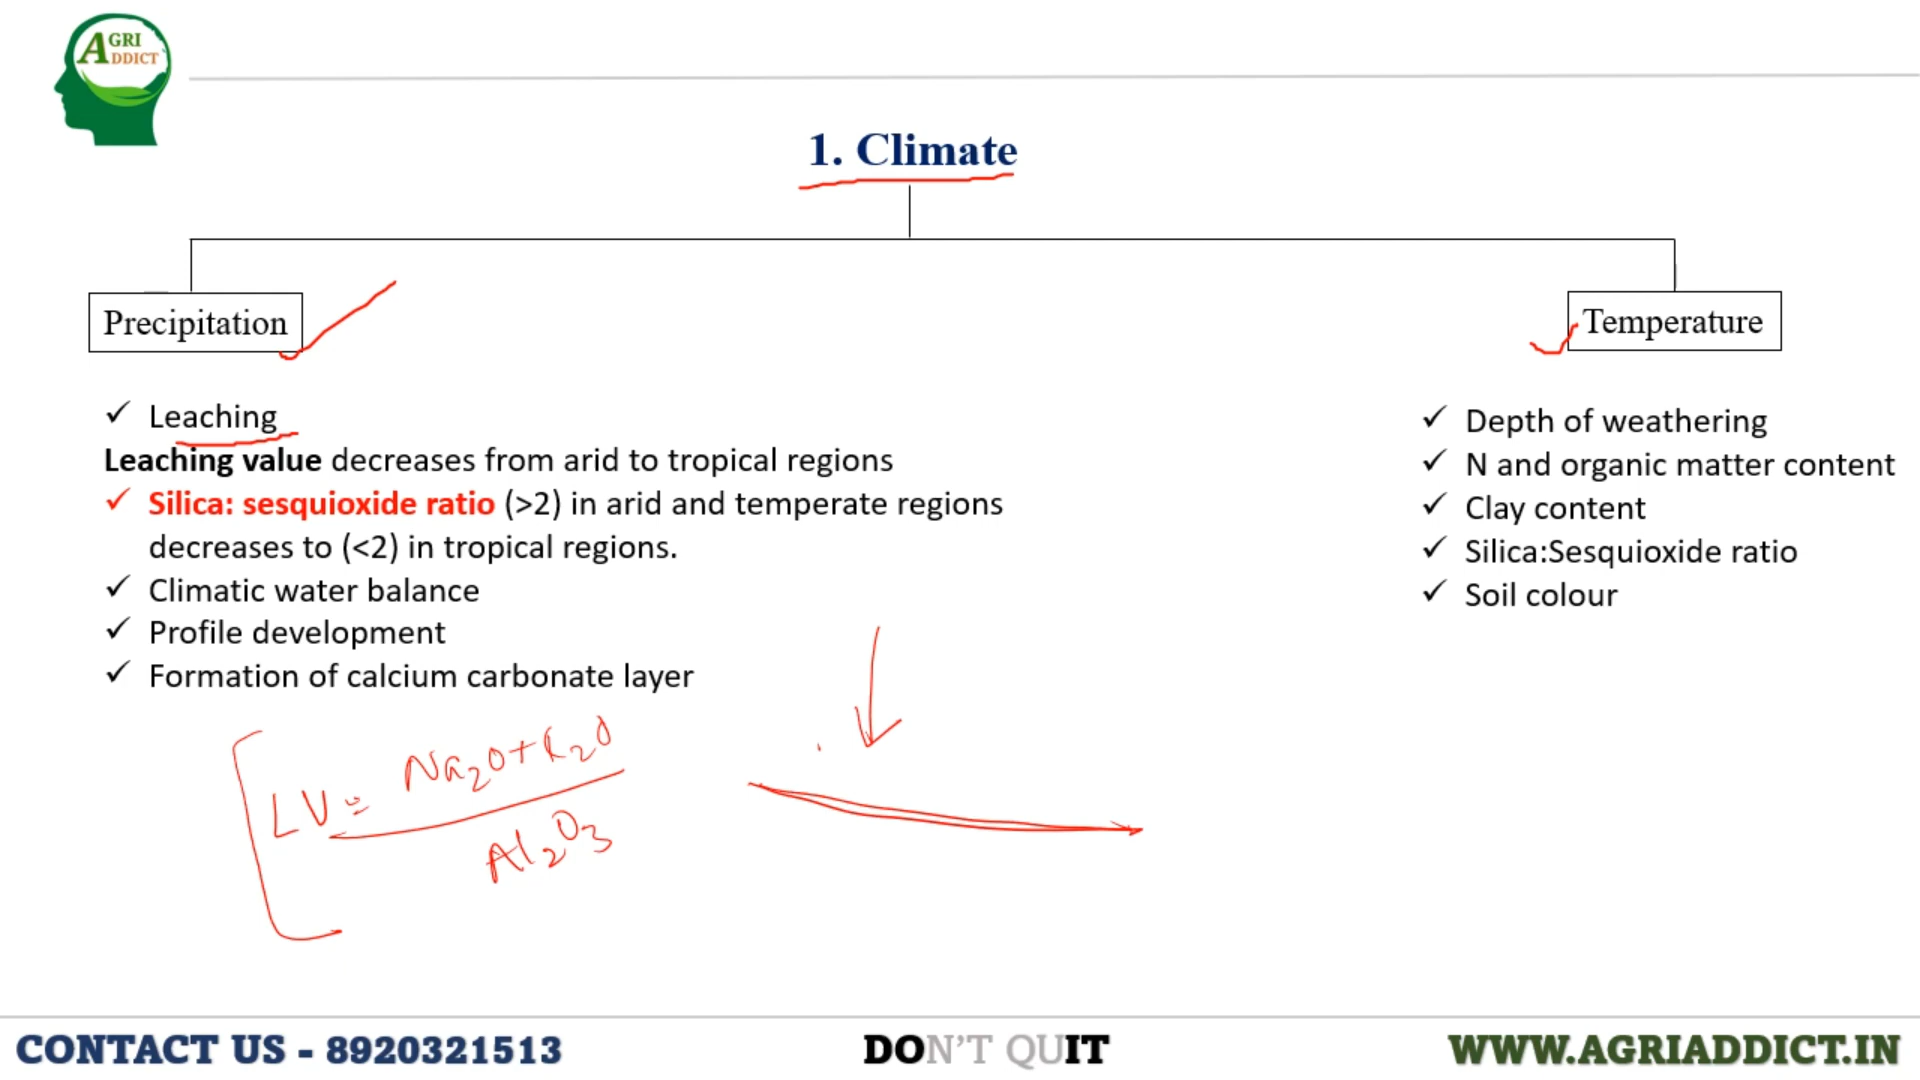 AGRI
ADDICT
1. Climate
Precipitation
Temperature
✓ Leaching
Leaching value decreases from arid to tropical regions
✓ Silica: sesquioxide ratio (>2) in arid and temperate regions
decreases to (<2) in tropical regions.
✓ Climatic water balance
✓ Profile development
✓ Formation of calcium carbonate layer
✓ Depth of weathering
✓ N and organic matter content
✓ Clay content
✓ Silica:Sesquioxide ratio
✓ Soil colour
LV = Na2O+K2O
Al2O3
CONTACT US - 8920321513
DON'T QUIT
WWW.AGRIADDICT.IN